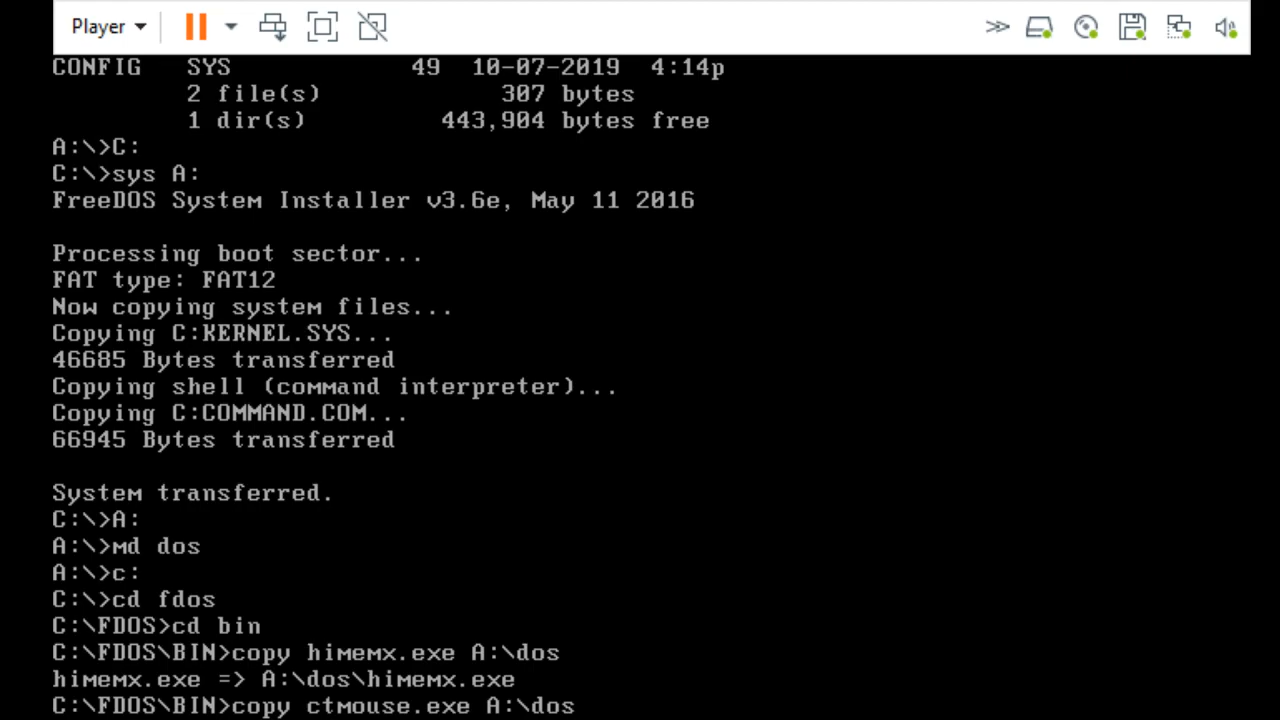 Player
CONFIG   SYS            49  10-07-2019  4:14p
         2 file(s)            307 bytes
         1 dir(s)         443,904 bytes free
A:\>C:
C:\>sys A:
FreeDOS System Installer v3.6e, May 11 2016
Processing boot sector...
FAT type: FAT12
Now copying system files...
Copying C:KERNEL.SYS...
46685 Bytes transferred
Copying shell (command interpreter)...
Copying C:COMMAND.COM...
66945 Bytes transferred
System transferred.
C:\>A:
A:\>md dos
A:\>c:
C:\>cd fdos
C:\FDOS>cd bin
C:\FDOS\BIN>copy himemx.exe A:\dos
himemx.exe => A:\dos\himemx.exe
C:\FDOS\BIN>copy ctmouse.exe A:\dos